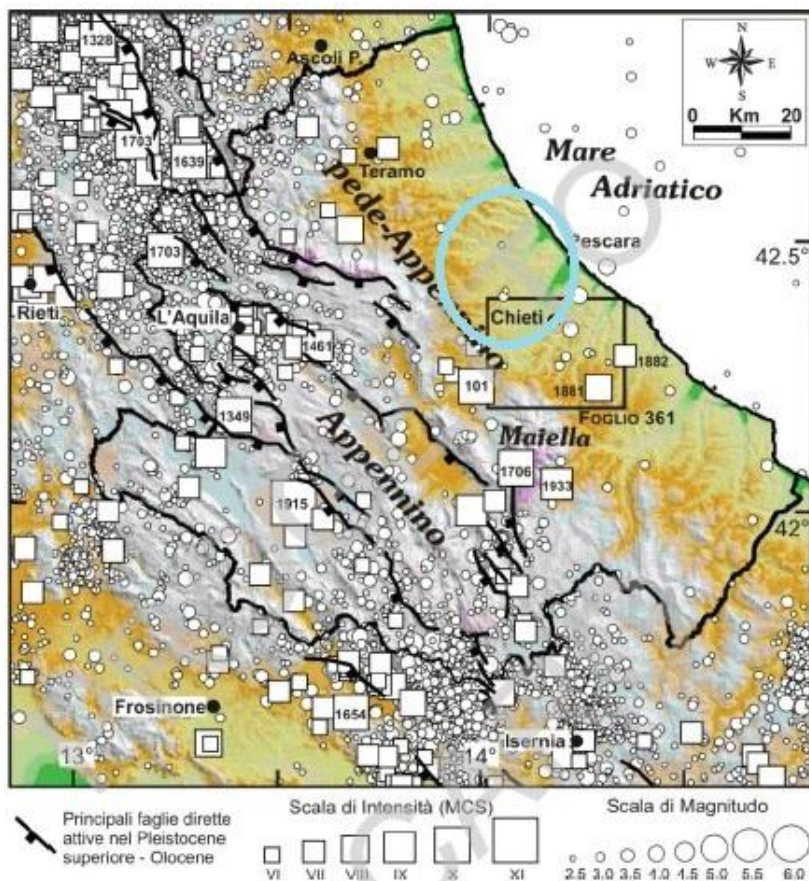 1328
Ascoli P.
N
W E
S
0 Km 20
1703
1639
Teramo
Mare
Adriatico
pede-Appennino
Pescara
42.5°
1703
Rieti
L'Aquila
Chieti
1461
1882
101
1881
1349
FOGLIO 361
Maiella
Appennino
1706
1933
1915
42°
Frosinone
1654
Isernia
13°
14°
Principali faglie dirette
attive nel Pleistocene
superiore - Olocene
Scala di Intensità (MCS)
VI VII VIII IX X XI
Scala di Magnitudo
2.5 3.0 3.5 4.0 4.5 5.0 5.5 6.0